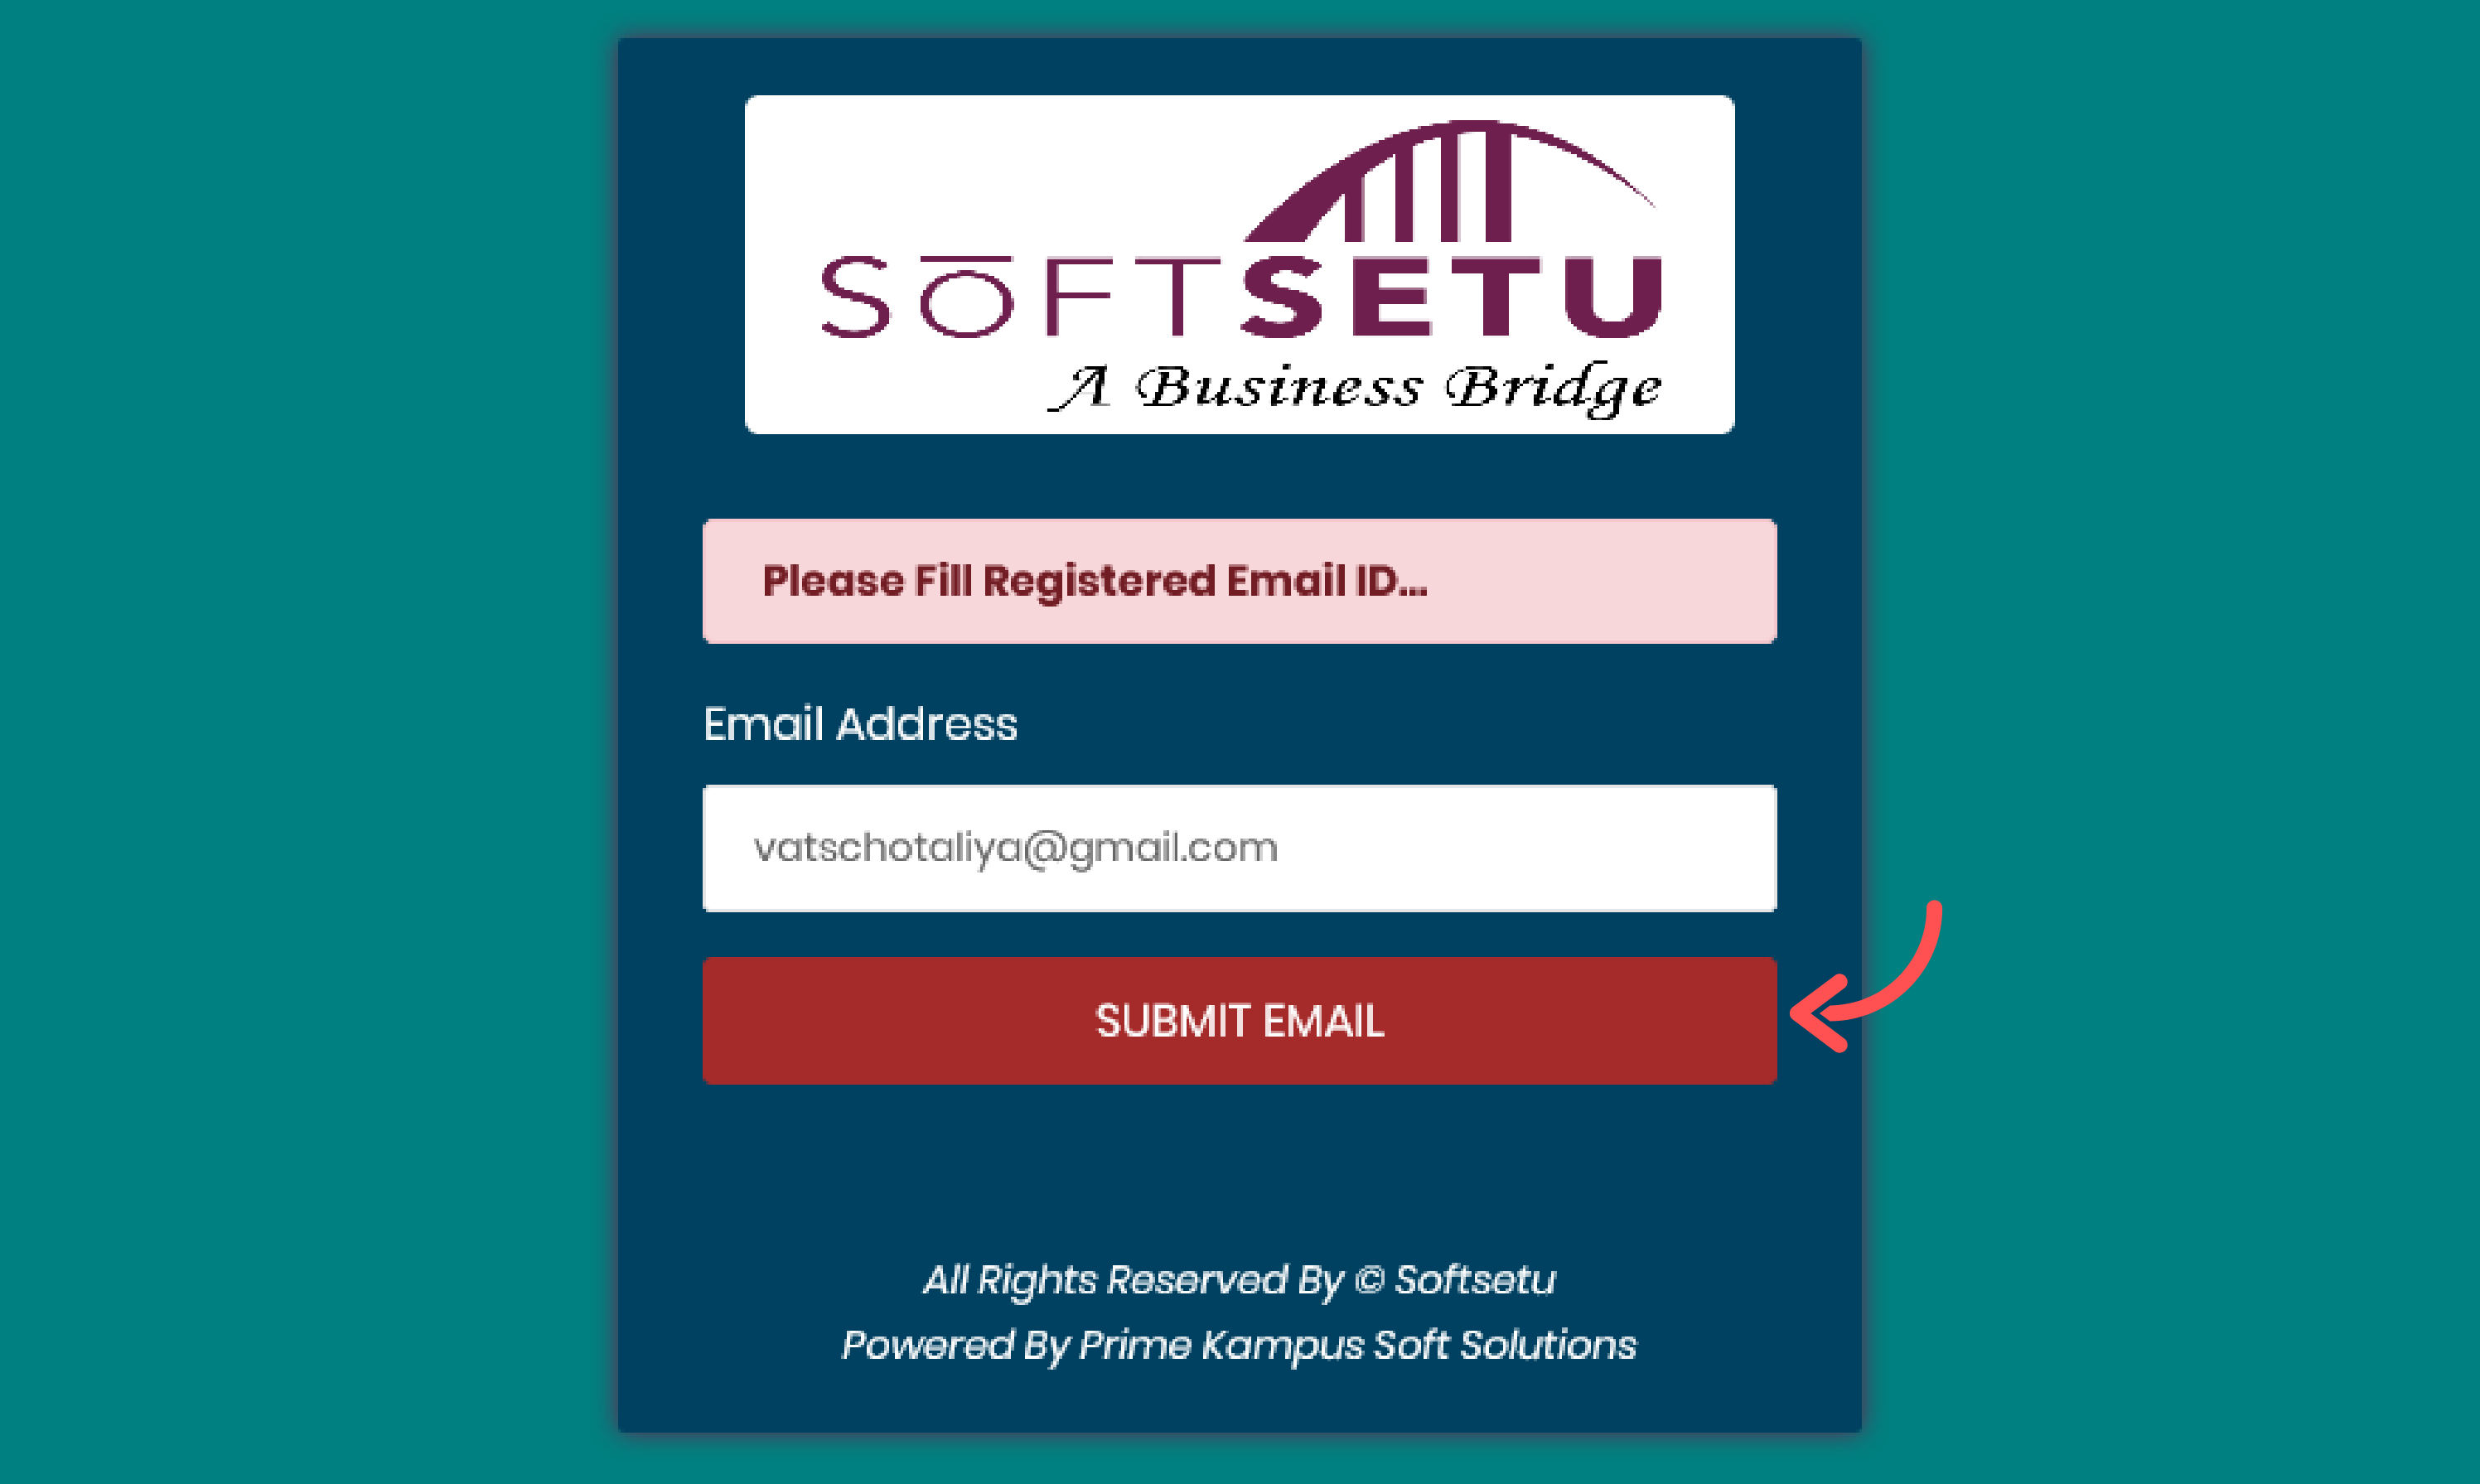 SōFTSETU
A Business Bridge
Please Fill Registered Email ID...
Email Address
vatschotaliya@gmail.com
SUBMIT EMAIL
All Rights Reserved By © Softsetu
Powered By Prime Kampus Soft Solutions